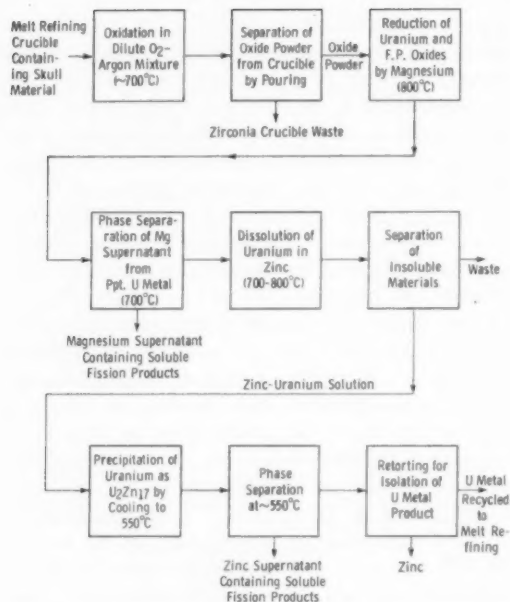 Melt Refining
Crucible
Contain-
ing Skull
Material
Oxidation in
Dilute O₂-
Argon Mixture
(~700°C)
Separation of
Oxide Powder
from Crucible
by Pouring
Oxide
Powder
Reduction of
Uranium and
F.P. Oxides
by Magnesium
(800°C)
Zirconia Crucible Waste
Phase Separa-
ration of Mg
Supernatant
from
Ppt. U Metal
(700°C)
Dissolution of
Uranium in
Zinc
(700-800°C)
Separation
of
Insoluble
Materials
Waste
Magnesium Supernatant
Containing Soluble
Fission Products
Zinc-Uranium Solution
Precipitation of
Uranium as
U₂Zn₁₇ by
Cooling to
550°C
Phase
Separation
at~550°C
Retorting for
Isolation of
U Metal
Product
U Metal
Recycled
to
Melt Re-
fining
Zinc Supernatant
Containing Soluble
Fission Products
Zinc